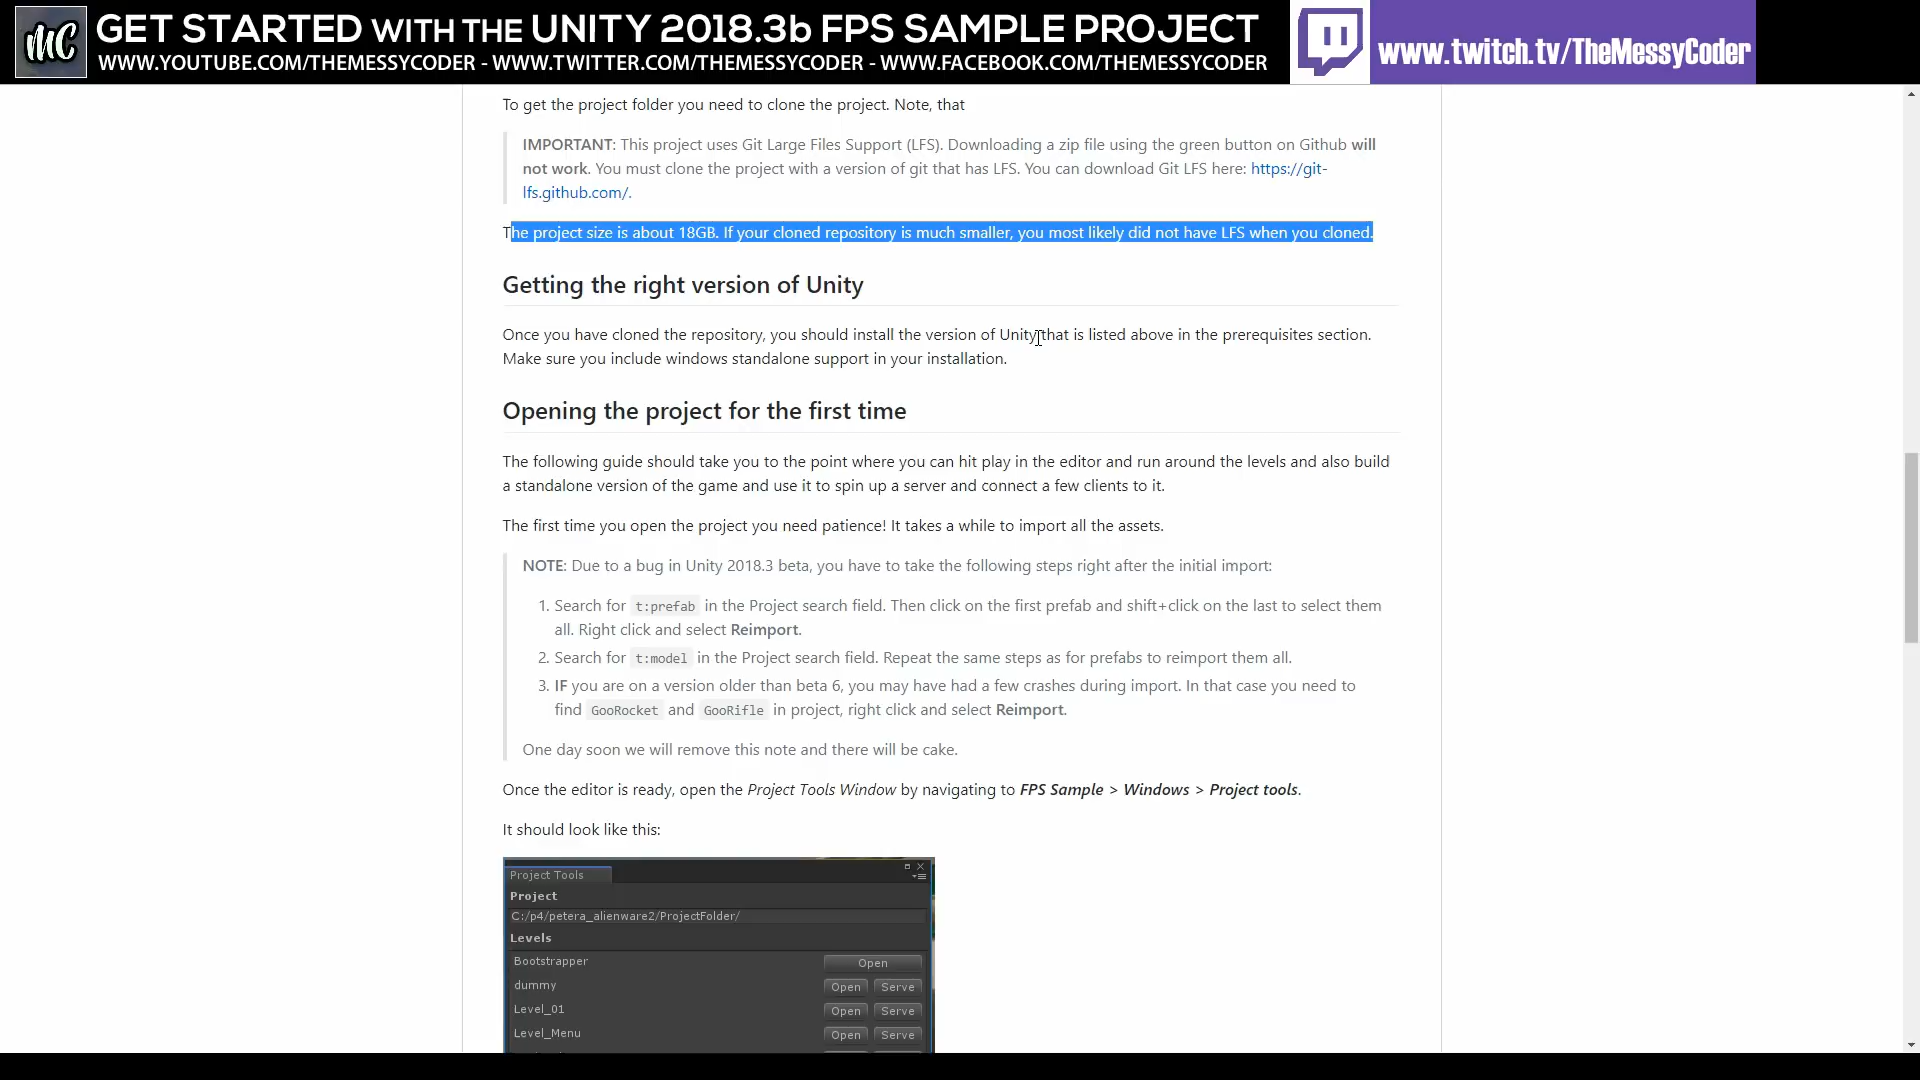 MC
GET STARTED WITH THE UNITY 2018.3b FPS SAMPLE PROJECT
WWW.YOUTUBE.COM/THEMESSYCODER - WWW.TWITTER.COM/THEMESSYCODER - WWW.FACEBOOK.COM/THEMESSYCODER
www.twitch.tv/TheMessyCoder
To get the project folder you need to clone the project. Note, that
IMPORTANT: This project uses Git Large Files Support (LFS). Downloading a zip file using the green button on Github will
not work. You must clone the project with a version of git that has LFS. You can download Git LFS here: https://git-
lfs.github.com/.
The project size is about 18GB. If your cloned repository is much smaller, you most likely did not have LFS when you cloned.
Getting the right version of Unity
Once you have cloned the repository, you should install the version of Unity that is listed above in the prerequisites section.
Make sure you include windows standalone support in your installation.
Opening the project for the first time
The following guide should take you to the point where you can hit play in the editor and run around the levels and also build
a standalone version of the game and use it to spin up a server and connect a few clients to it.
The first time you open the project you need patience! It takes a while to import all the assets.
NOTE: Due to a bug in Unity 2018.3 beta, you have to take the following steps right after the initial import:
1. Search for t:prefab in the Project search field. Then click on the first prefab and shift+click on the last to select them
all. Right click and select Reimport.
2. Search for t:model in the Project search field. Repeat the same steps as for prefabs to reimport them all.
3. IF you are on a version older than beta 6, you may have had a few crashes during import. In that case you need to
find GooRocket and GooRifle in project, right click and select Reimport.
One day soon we will remove this note and there will be cake.
Once the editor is ready, open the Project Tools Window by navigating to FPS Sample > Windows > Project tools.
It should look like this:
Project Tools
Project
C:/p4/petera_alienware2/ProjectFolder/
Levels
Bootstrapper Open
dummy Open Serve
Level_01 Open Serve
Level_Menu Open Serve